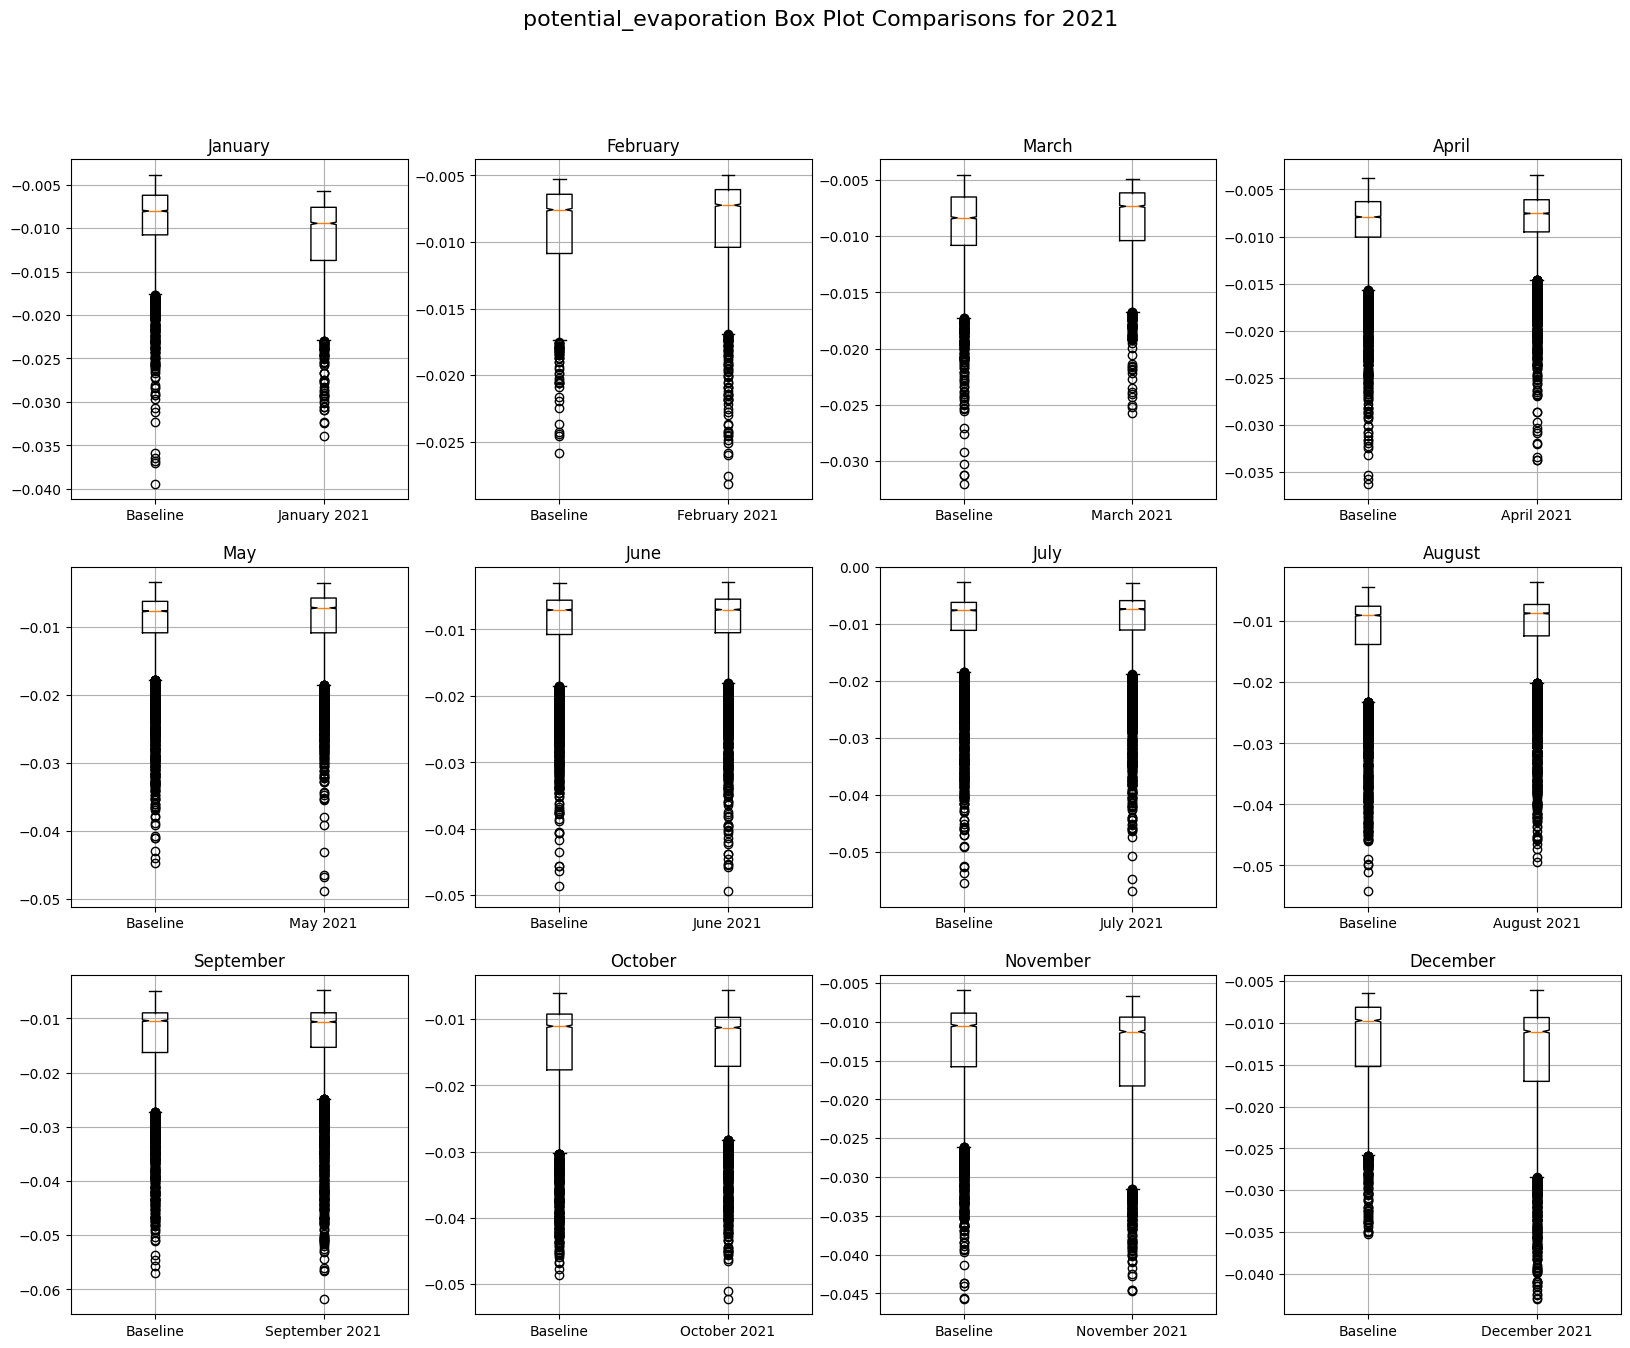 potential_evaporation Box Plot Comparisons for 2021
January
−0.005
−0.010
−0.015
−0.020
−0.025
−0.030
−0.035
−0.040
Baseline
January 2021
February
−0.005
−0.010
−0.015
−0.020
−0.025
Baseline
February 2021
March
−0.005
−0.010
−0.015
−0.020
−0.025
−0.030
Baseline
March 2021
April
−0.005
−0.010
−0.015
−0.020
−0.025
−0.030
−0.035
Baseline
April 2021
May
−0.01
−0.02
−0.03
−0.04
−0.05
Baseline
May 2021
June
−0.01
−0.02
−0.03
−0.04
−0.05
Baseline
June 2021
July
0.00
−0.01
−0.02
−0.03
−0.04
−0.05
Baseline
July 2021
August
−0.01
−0.02
−0.03
−0.04
−0.05
Baseline
August 2021
September
−0.01
−0.02
−0.03
−0.04
−0.05
−0.06
Baseline
September 2021
October
−0.01
−0.02
−0.03
−0.04
−0.05
Baseline
October 2021
November
−0.005
−0.010
−0.015
−0.020
−0.025
−0.030
−0.035
−0.040
−0.045
Baseline
November 2021
December
−0.005
−0.010
−0.015
−0.020
−0.025
−0.030
−0.035
−0.040
Baseline
December 2021